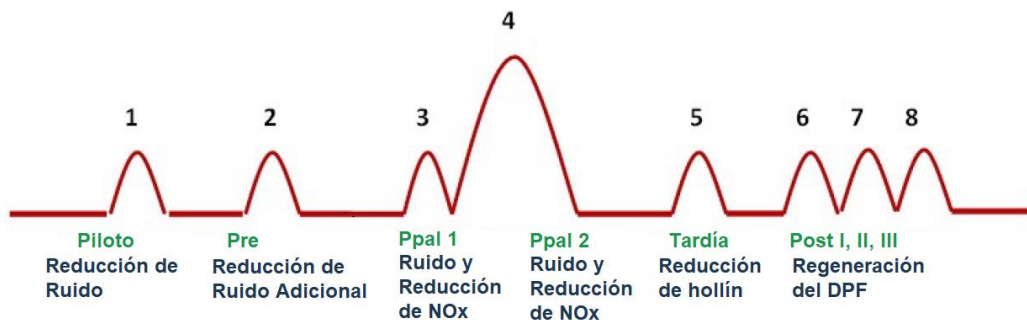 4
1
2
3
5
6
7
8
Piloto
Reducción de
Ruido
Pre
Reducción de
Ruido Adicional
Ppal 1
Ruido y
Reducción
de NOx
Ppal 2
Ruido y
Reducción
de NOx
Tardía
Reducción
de hollín
Post I, II, III
Regeneración
del DPF